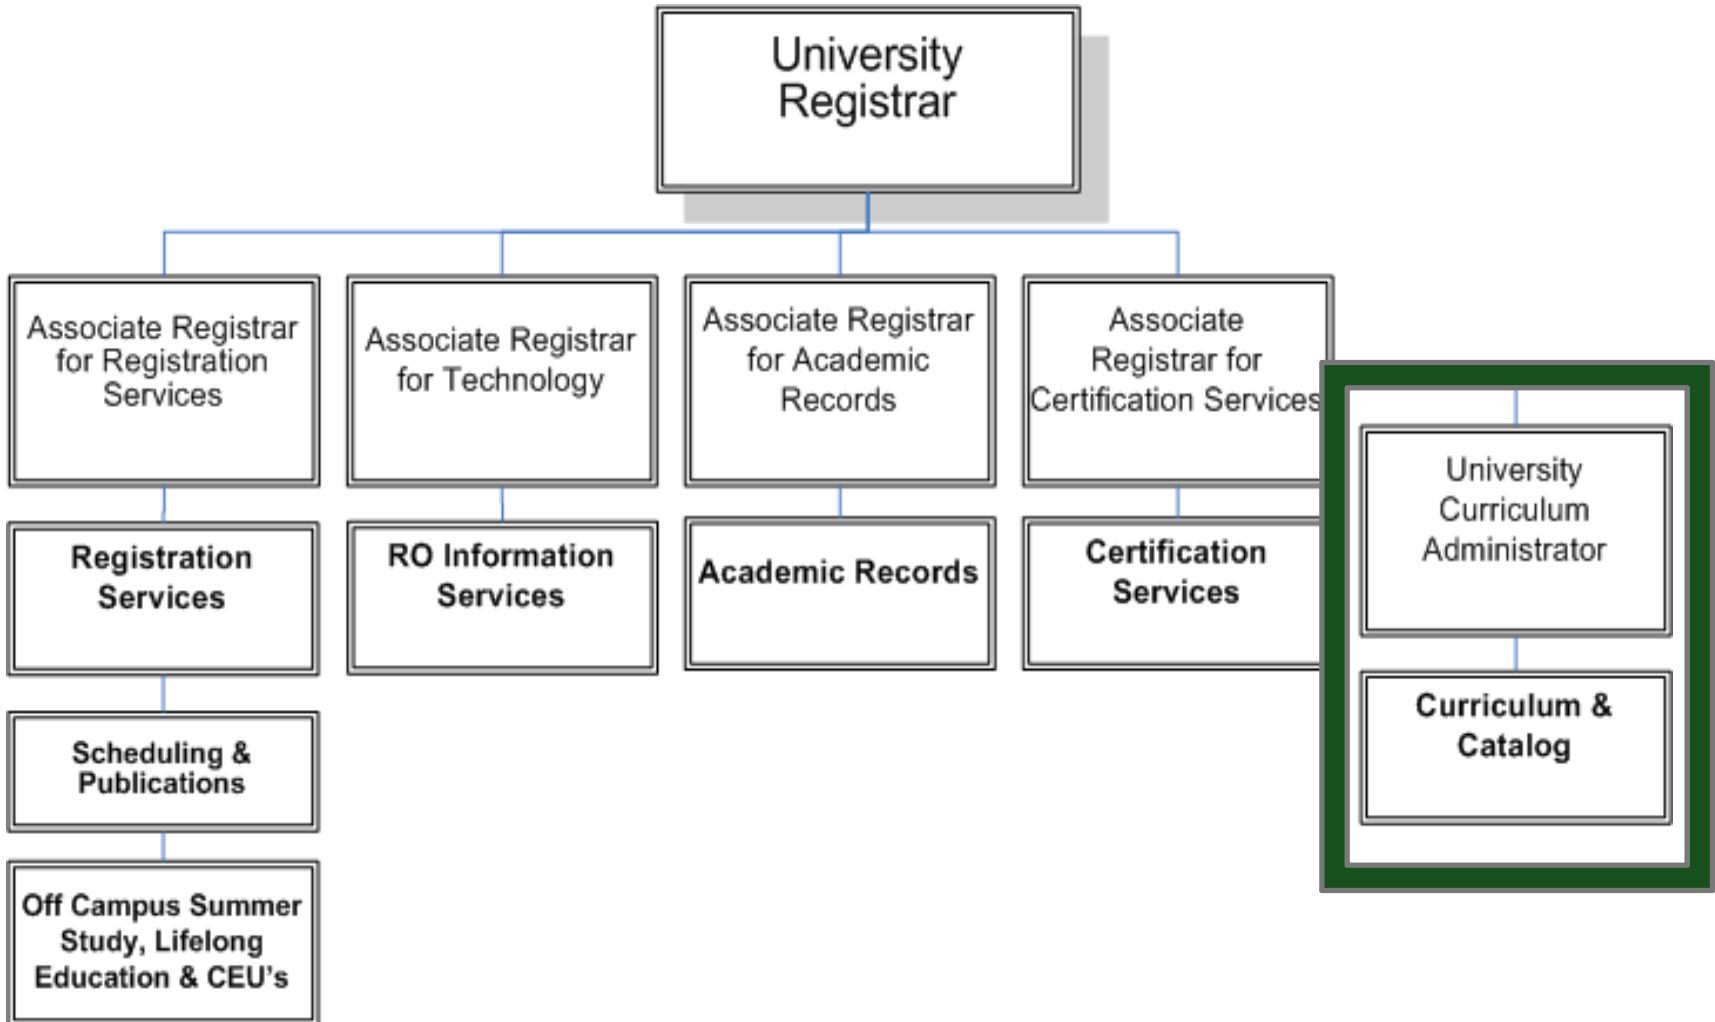 University
Registrar
Associate Registrar
for Registration
Services
Associate Registrar
for Technology
Associate Registrar
for Academic
Records
Associate
Registrar for
Certification Services
University
Curriculum
Administrator
Registration
Services
RO Information
Services
Academic Records
Certification
Services
Curriculum &
Catalog
Scheduling &
Publications
Off Campus Summer
Study, Lifelong
Education & CEU's